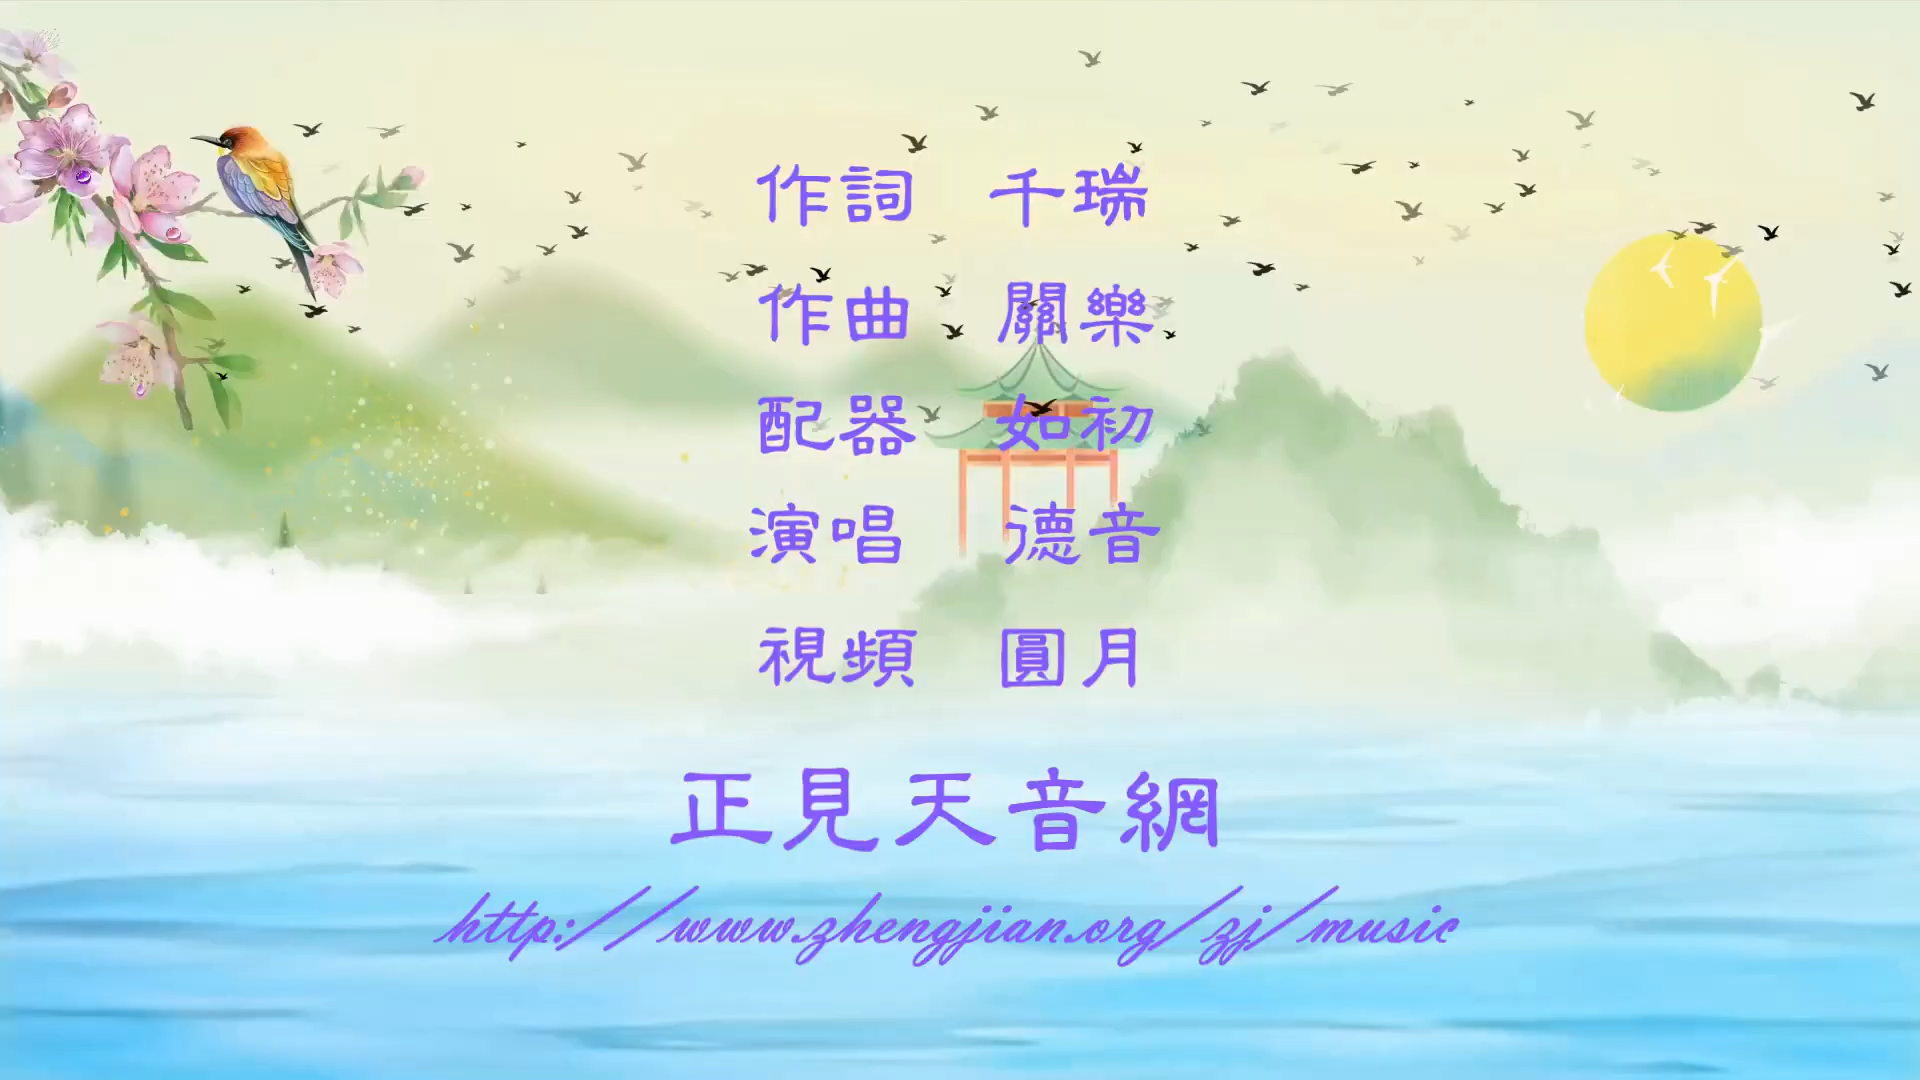 作詞 千瑞
作曲 關樂
配器 如初
演唱 德音
視頻 圓月
正見天音網
http://www.zhengjian.org/zj/music